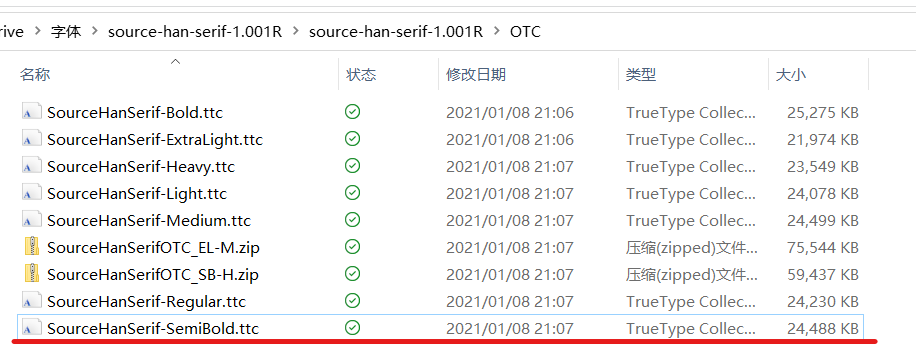 rive > 字体 > source-han-serif-1.001R > source-han-serif-1.001R > OTC
名称 状态 修改日期 类型 大小
SourceHanSerif-Bold.ttc 2021/01/08 21:06 TrueType Collec... 25,275 KB
SourceHanSerif-ExtraLight.ttc 2021/01/08 21:06 TrueType Collec... 21,974 KB
SourceHanSerif-Heavy.ttc 2021/01/08 21:07 TrueType Collec... 23,549 KB
SourceHanSerif-Light.ttc 2021/01/08 21:07 TrueType Collec... 24,078 KB
SourceHanSerif-Medium.ttc 2021/01/08 21:07 TrueType Collec... 24,499 KB
SourceHanSerifOTC_EL-M.zip 2021/01/08 21:07 压缩(zipped)文件... 75,544 KB
SourceHanSerifOTC_SB-H.zip 2021/01/08 21:07 压缩(zipped)文件... 59,437 KB
SourceHanSerif-Regular.ttc 2021/01/08 21:07 TrueType Collec... 24,230 KB
SourceHanSerif-SemiBold.ttc 2021/01/08 21:07 TrueType Collec... 24,488 KB